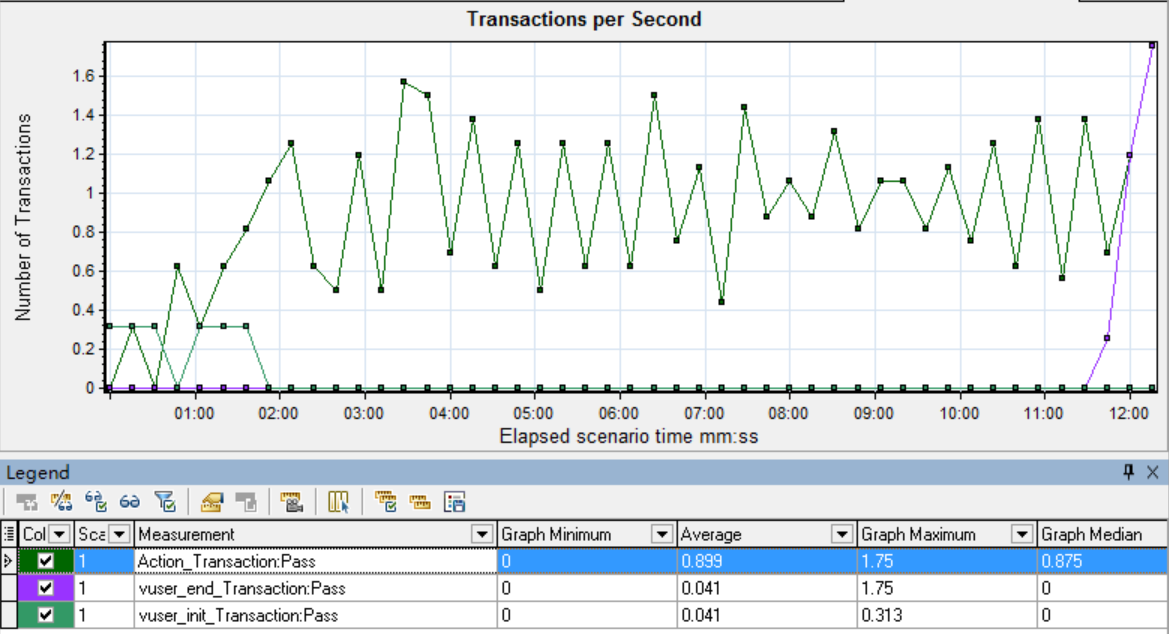 Transactions per Second
Number of Transactions
1.6
1.4
1.2
1
0.8
0.6
0.4
0.2
0
01:00 02:00 03:00 04:00 05:00 06:00 07:00 08:00 09:00 10:00 11:00 12:00
Elapsed scenario time mm:ss
Legend
Col Sca Measurement Graph Minimum Average Graph Maximum Graph Median
1 Action_Transaction:Pass 0 0.899 1.75 0.875
1 vuser_end_Transaction:Pass 0 0.041 1.75 0
1 vuser_init_Transaction:Pass 0 0.041 0.313 0